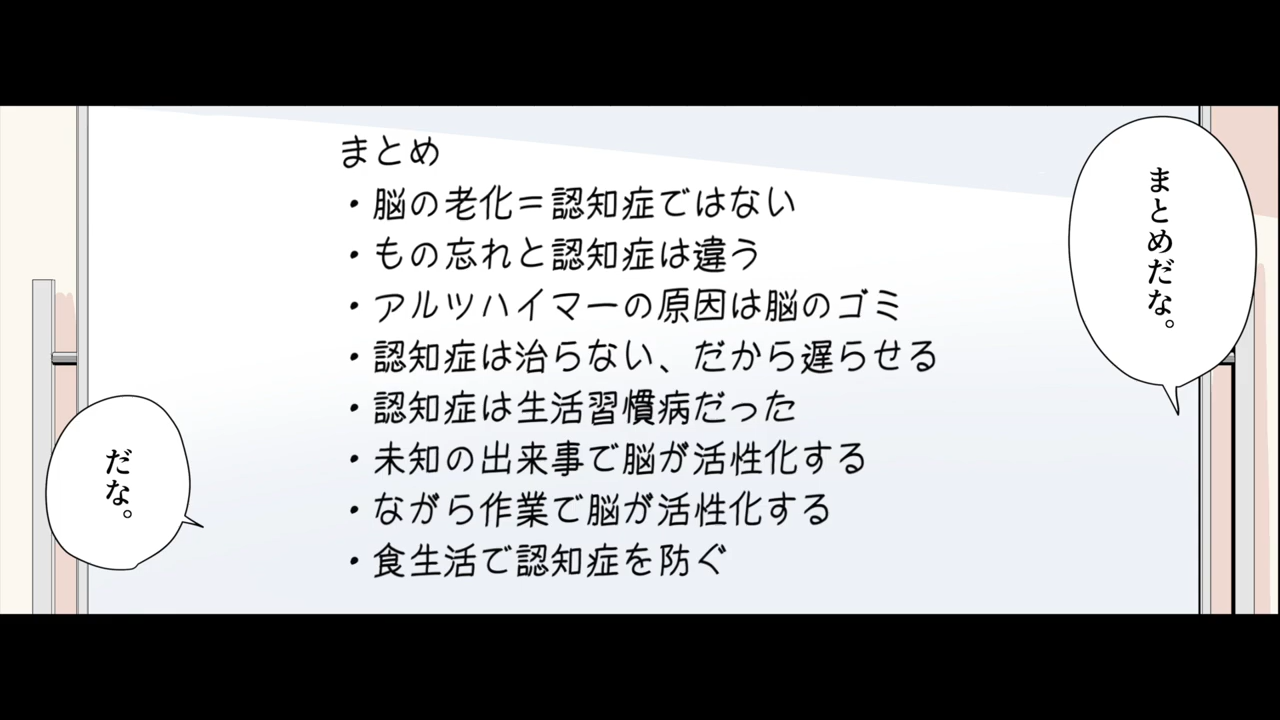 まとめ
・脳の老化＝認知症ではない
・もの忘れと認知症は違う
・アルツハイマーの原因は脳のゴミ
・認知症は治らない、だから遅らせる
・認知症は生活習慣病だった
・未知の出来事で脳が活性化する
・ながら作業で脳が活性化する
・食生活で認知症を防ぐ
まとめだな。
だな。